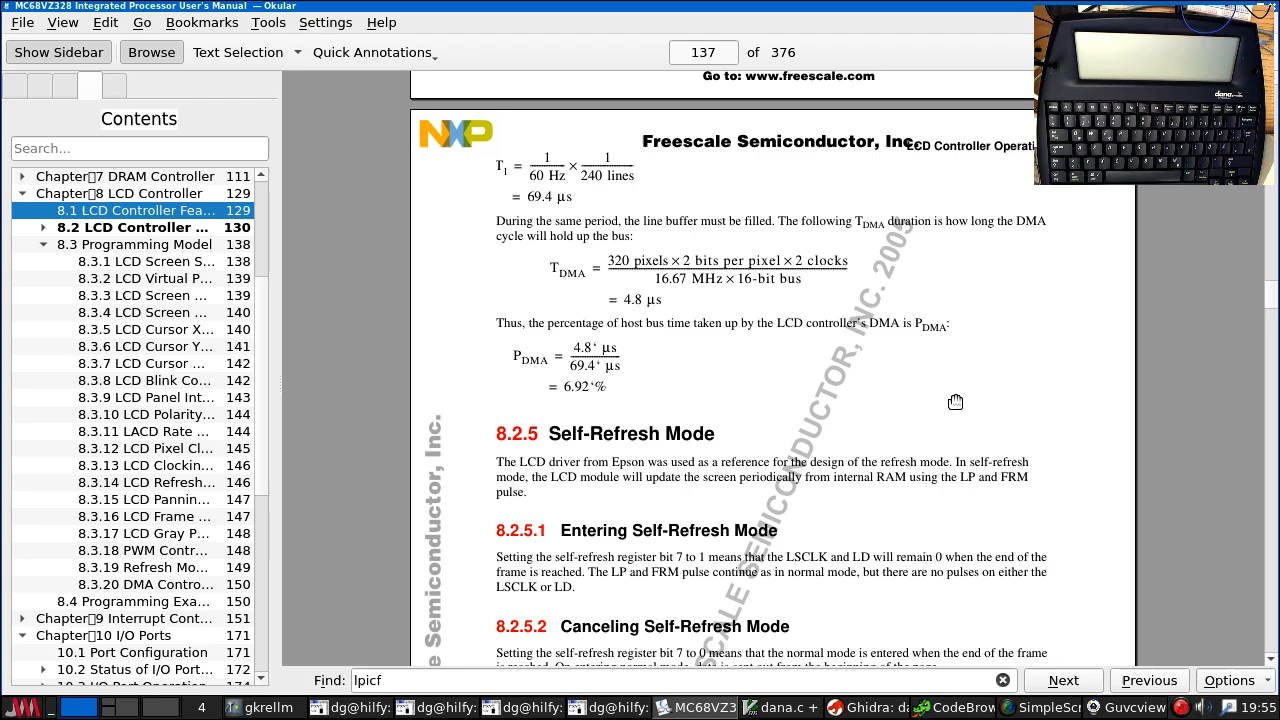 MC68VZ328 Integrated Processor User's Manual — Okular
File View Edit Go Bookmarks Tools Settings Help
Show Sidebar Browse Text Selection Quick Annotations 137 of 376
Contents
Search...
Chapter▯7 DRAM Controller 111
Chapter▯8 LCD Controller 129
8.1 LCD Controller Fea... 129
8.2 LCD Controller ... 130
8.3 Programming Model 138
8.3.1 LCD Screen S... 138
8.3.2 LCD Virtual P... 139
8.3.3 LCD Screen ... 139
8.3.4 LCD Screen ... 140
8.3.5 LCD Cursor X... 140
8.3.6 LCD Cursor Y... 141
8.3.7 LCD Cursor ... 142
8.3.8 LCD Blink Co... 142
8.3.9 LCD Panel Int... 143
8.3.10 LCD Polarity... 144
8.3.11 LACD Rate ... 144
8.3.12 LCD Pixel Cl... 145
8.3.13 LCD Clockin... 146
8.3.14 LCD Refresh... 146
8.3.15 LCD Pannin... 147
8.3.16 LCD Frame ... 147
8.3.17 LCD Gray P... 148
8.3.18 PWM Contr... 148
8.3.19 Refresh Mo... 149
8.3.20 DMA Contro... 150
8.4 Programming Exa... 150
Chapter▯9 Interrupt Cont... 151
Chapter▯10 I/O Ports 171
10.1 Port Configuration 171
10.2 Status of I/O Port... 172
Go to: www.freescale.com
NXP
Freescale Semiconductor, Inc.
LCD Controller Operati
T1 = 1/60 Hz × 1/240 lines
= 69.4 μs
During the same period, the line buffer must be filled. The following TDMA duration is how long the DMA
cycle will hold up the bus:
TDMA = 320 pixels × 2 bits per pixel × 2 clocks / 16.67 MHz × 16-bit bus
= 4.8 μs
Thus, the percentage of host bus time taken up by the LCD controller's DMA is PDMA:
PDMA = 4.8‘ μs / 69.4‘ μs
= 6.92‘%
8.2.5 Self-Refresh Mode
The LCD driver from Epson was used as a reference for the design of the refresh mode. In self-refresh
mode, the LCD module will update the screen periodically from internal RAM using the LP and FRM
pulse.
8.2.5.1 Entering Self-Refresh Mode
Setting the self-refresh register bit 7 to 1 means that the LSCLK and LD will remain 0 when the end of the
frame is reached. The LP and FRM pulse continue as in normal mode, but there are no pulses on either the
LSCLK or LD.
8.2.5.2 Canceling Self-Refresh Mode
Setting the self-refresh register bit 7 to 0 means that the normal mode is entered when the end of the frame
e Semiconductor, Inc.
SCALE SEMICONDUCTOR, INC. 2005
dana
Find: lpicf Next Previous Options
4 gkrellm dg@hilfy: dg@hilfy: dg@hilfy: dg@hilfy: MC68VZ3 dana.c + Ghidra: da CodeBrow SimpleScr Guvcview 19:55